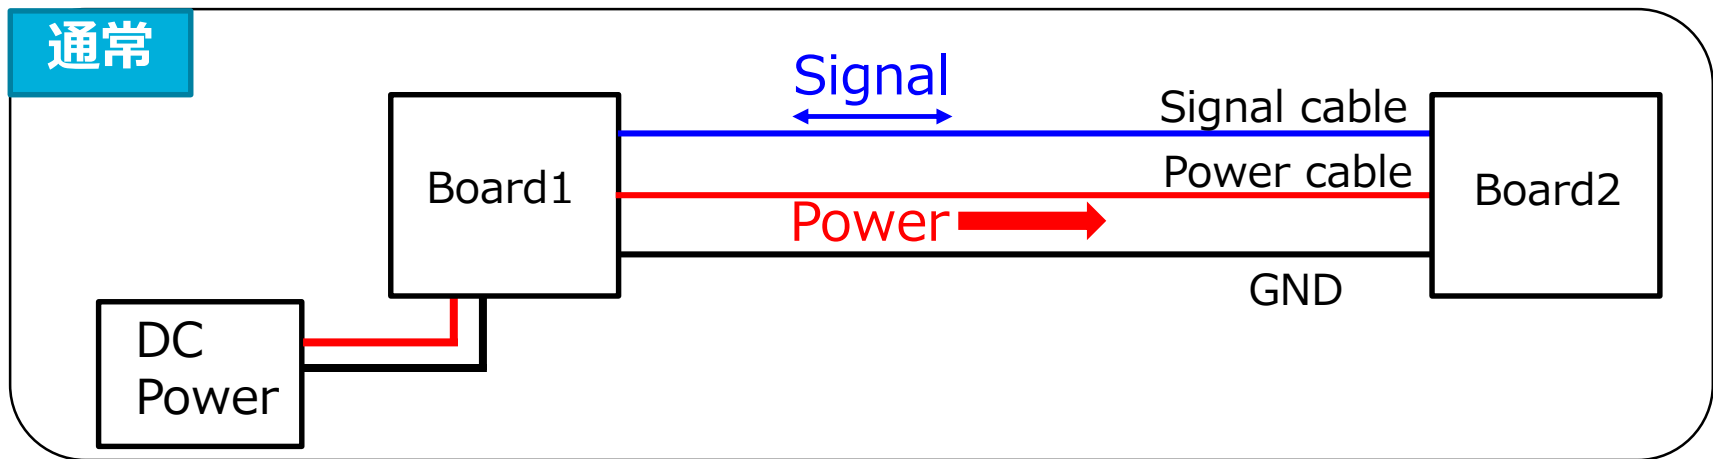 通常
Signal
Signal cable
Board1
Power cable
Board2
Power
GND
DC
Power